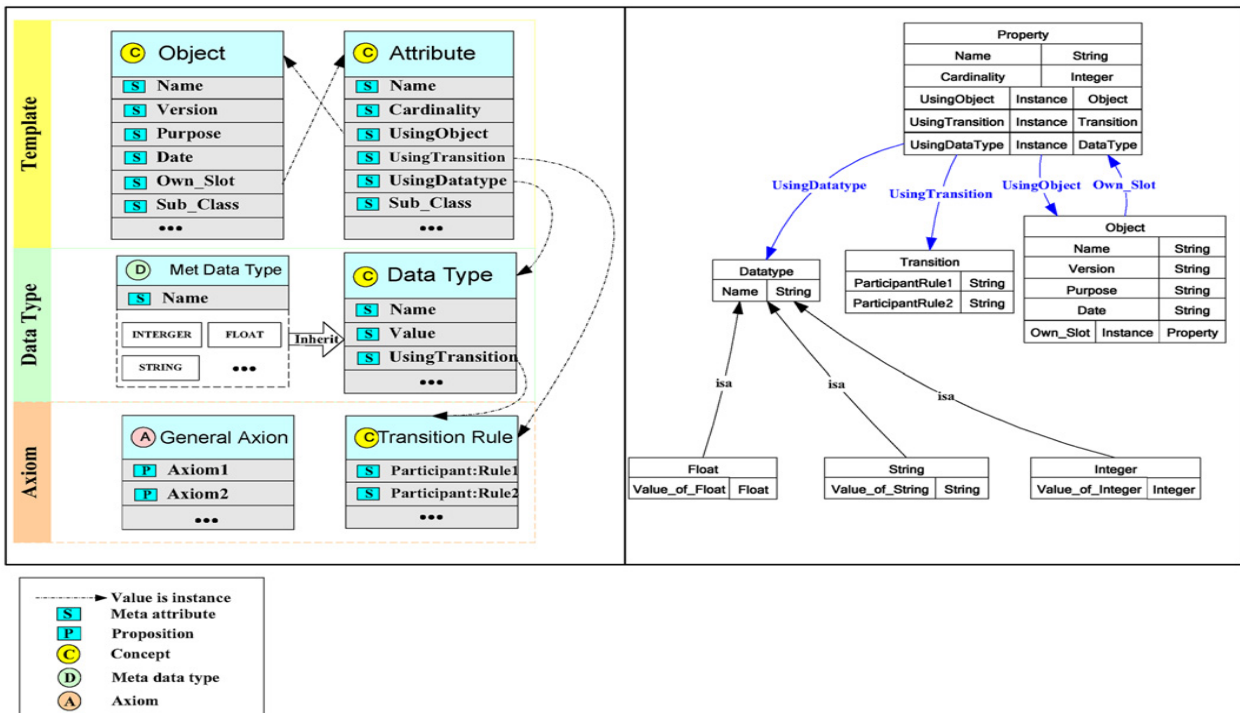 Template
C Object
S Name
S Version
S Purpose
S Date
S Own_Slot
S Sub_Class
•••
C Attribute
S Name
S Cardinality
S UsingObject
S UsingTransition
S UsingDatatype
S Sub_Class
•••
Data Type
D Met Data Type
S Name
INTERGER FLOAT
STRING •••
Inherit
C Data Type
S Name
S Value
S UsingTransition
•••
Axiom
A General Axion
P Axiom1
P Axiom2
•••
C Transition Rule
S Participant:Rule1
S Participant:Rule2
•••
Property
Name String
Cardinality Integer
UsingObject Instance Object
UsingTransition Instance Transition
UsingDataType Instance DataType
UsingDatatype
UsingTransition
UsingObject
Own_Slot
Datatype
Name String
Transition
ParticipantRule1 String
ParticipantRule2 String
Object
Name String
Version String
Purpose String
Date String
Own_Slot Instance Property
isa
isa
isa
Float
Value_of_Float Float
String
Value_of_String String
Integer
Value_of_Integer Integer
Value is instance
S Meta attribute
P Proposition
C Concept
D Meta data type
A Axiom